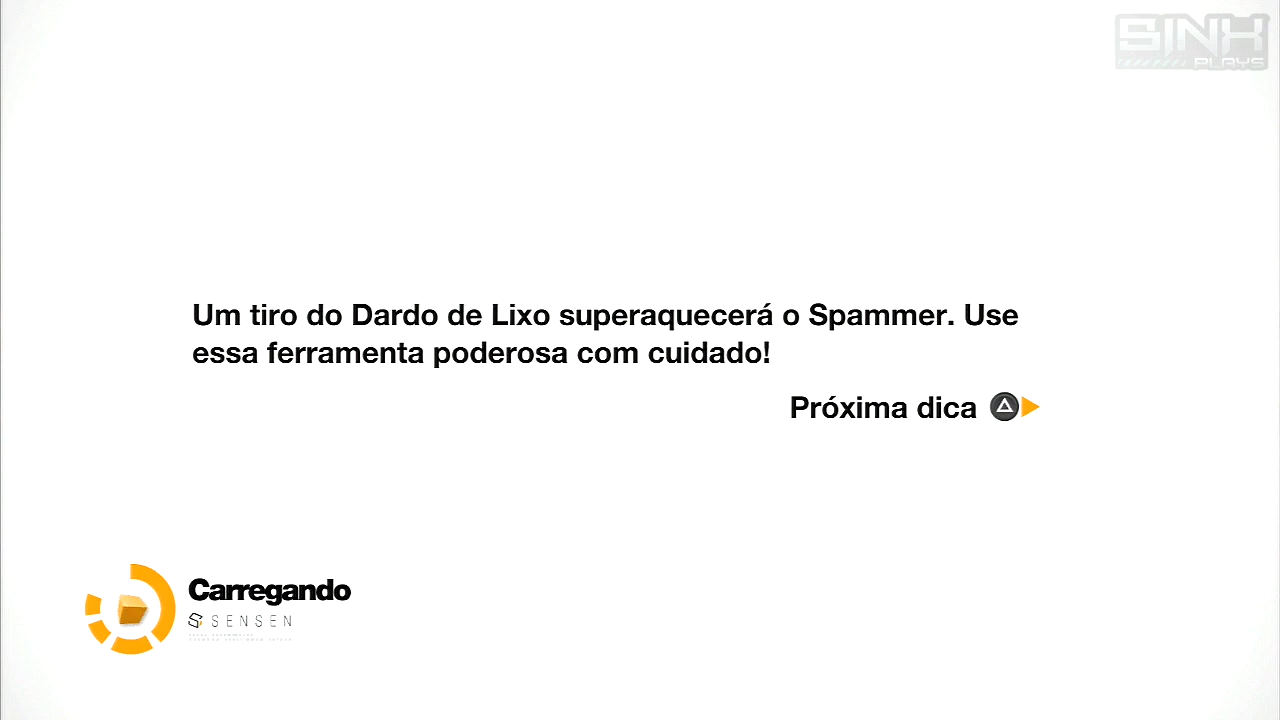 SINX
PLAYS
Um tiro do Dardo de Lixo superaquecerá o Spammer. Use
essa ferramenta poderosa com cuidado!
Próxima dica
Carregando
SENSEN